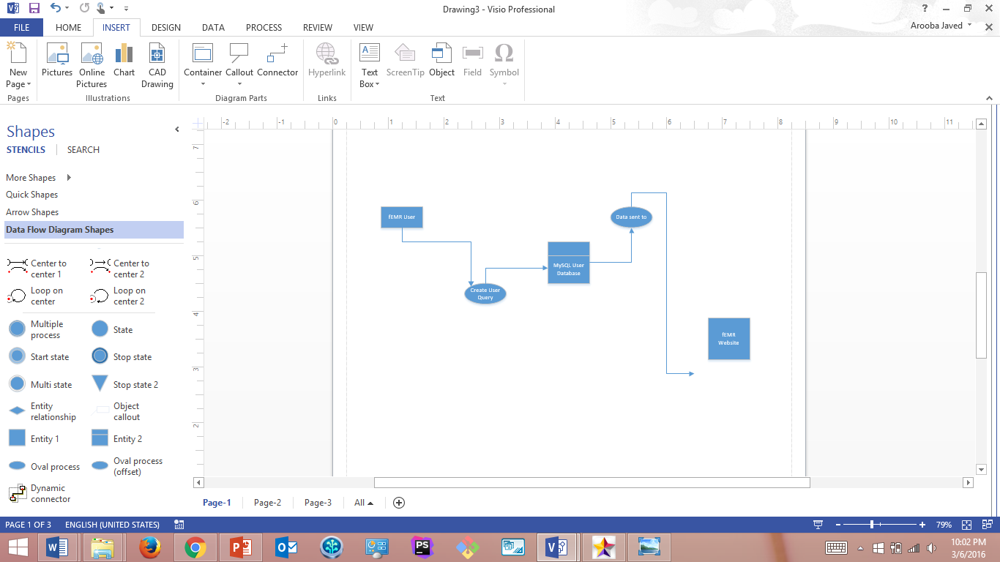 Drawing3 - Visio Professional
?
FILE HOME INSERT DESIGN DATA PROCESS REVIEW VIEW
Arooba Javed
New Page
Pictures
Online Pictures
Chart
CAD Drawing
Container
Callout
Connector
Hyperlink
Text Box
ScreenTip
Object
Field
Symbol
Pages
Illustrations
Diagram Parts
Links
Text
Shapes
STENCILS
SEARCH
More Shapes
Quick Shapes
Arrow Shapes
Data Flow Diagram Shapes
Center to center 1
Center to center 2
Loop on center
Loop on center 2
Multiple process
State
Start state
Stop state
Multi state
Stop state 2
Entity relationship
Object callout
Entity 1
Entity 2
Oval process
Oval process (offset)
Dynamic connector
-2 -1 0 1 2 3 4 5 6 7 8 9 10 11
7
6
5
4
3
2
fEMR User
Create User
Query
MySQL User
Database
Data sent to
fEMR
Website
Page-1 Page-2 Page-3 All
PAGE 1 OF 3 ENGLISH (UNITED STATES)
79%
PS
10:02 PM
3/6/2016